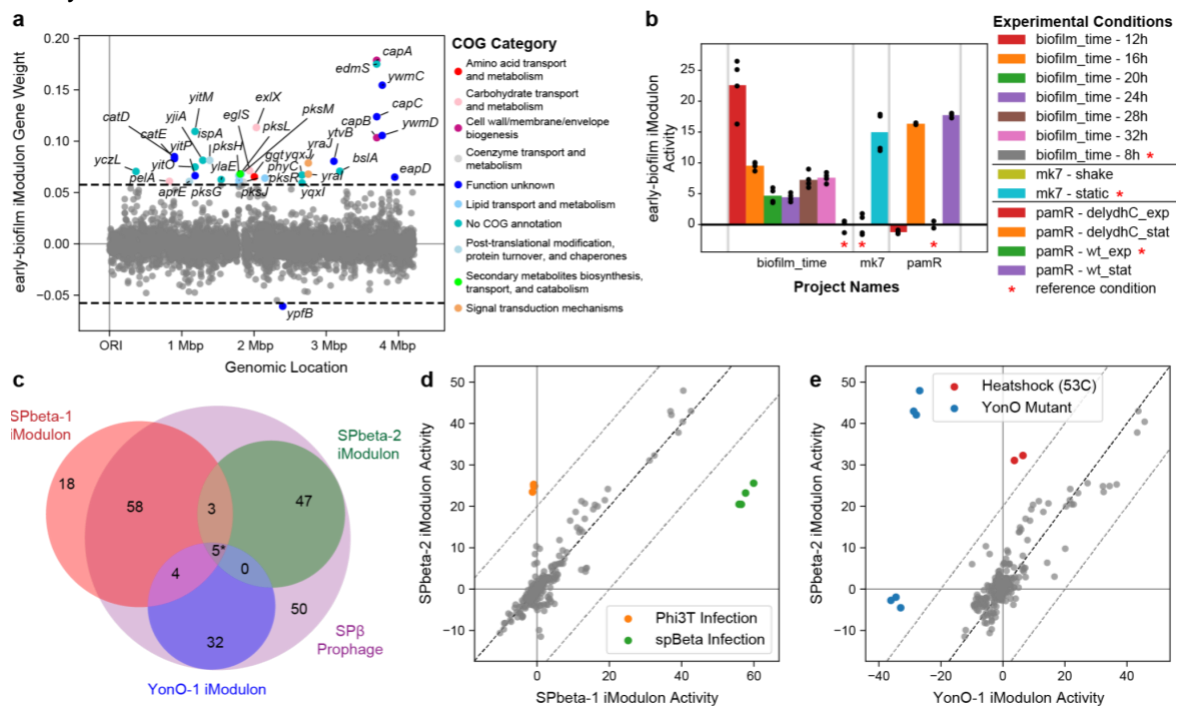 a
early-biofilm iModulon Gene Weight
0.20
0.15
0.10
0.05
0.00
−0.05
ORI
1 Mbp
2 Mbp
3 Mbp
4 Mbp
Genomic Location
capA
edmS
ywmC
capC
capB
ywmD
eapD
yitM
exlX
catD
yjiA
eglS
pksM
catE
ispA
pksL
yitP
pksH
ytvB
yczL
yitO
ylaE
ggt
yqxJ
yraJ
bslA
pelA
phyC
yraI
aprE
pksG
pksJ
pksR
yqxI
ypfB
COG Category
Amino acid transport
and metabolism
Carbohydrate transport
and metabolism
Cell wall/membrane/envelope
biogenesis
Coenzyme transport and
metabolism
Function unknown
Lipid transport and metabolism
No COG annotation
Post-translational modification,
protein turnover, and chaperones
Secondary metabolites biosynthesis,
transport, and catabolism
Signal transduction mechanisms
b
early-biofilm iModulon
Activity
25
20
15
10
5
0
* * *
biofilm_time
mk7
pamR
Project Names
Experimental Conditions
biofilm_time - 12h
biofilm_time - 16h
biofilm_time - 20h
biofilm_time - 24h
biofilm_time - 28h
biofilm_time - 32h
biofilm_time - 8h *
mk7 - shake
mk7 - static *
pamR - delydhC_exp
pamR - delydhC_stat
pamR - wt_exp *
pamR - wt_stat
* reference condition
c
SPbeta-1
iModulon
SPbeta-2
iModulon
18
58
3
47
5*
4
0
50
32
SPβ
Prophage
YonO-1 iModulon
d
SPbeta-2 iModulon Activity
50
40
30
20
10
0
−10
0
20
40
60
SPbeta-1 iModulon Activity
Phi3T Infection
spBeta Infection
e
SPbeta-2 iModulon Activity
50
40
30
20
10
0
−10
−40
−20
0
20
40
YonO-1 iModulon Activity
Heatshock (53C)
YonO Mutant